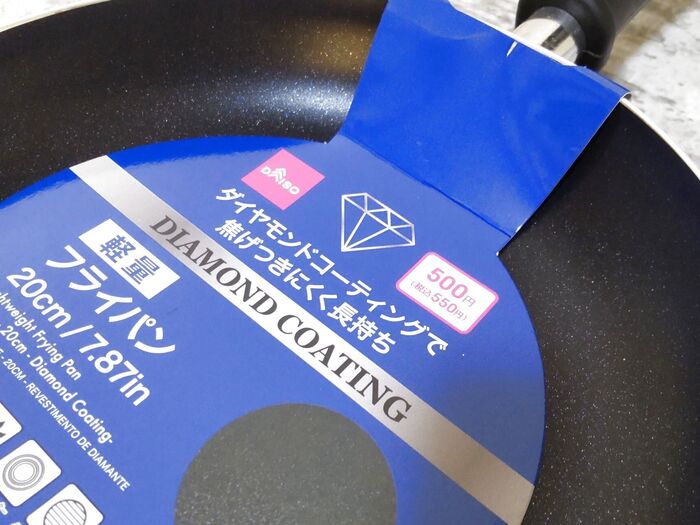 DAISO
ダイヤモンドコーティングで
焦げつきにくく長持ち
500円
(税込550円)
DIAMOND COATING
軽量
フライパン
20cm / 7.87in
Frying Pan
20cm - Diamond Coating-
- 20CM - REVESTIMENTO DE DIAMANTE